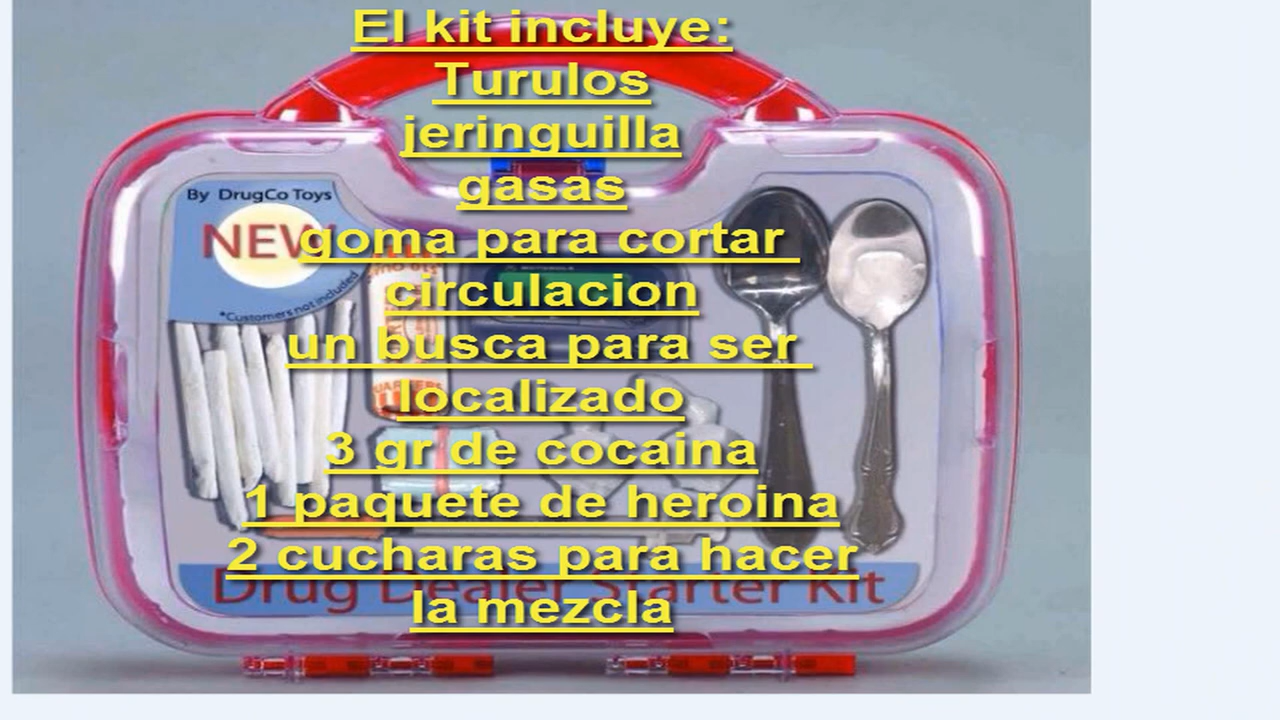 El kit incluye:
Turulos
jeringuilla
gasas
By DrugCo Toys
NEW
goma para cortar
*Customers not included
circulacion
un busca para ser
localizado
3 gr de cocaina
1 paquete de heroina
2 cucharas para hacer
Drug Dealer Starter Kit
la mezcla